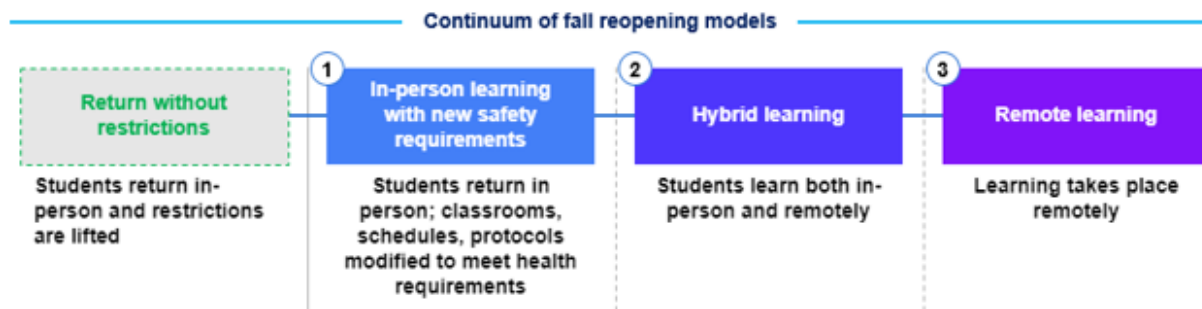 Continuum of fall reopening models
Return without
restrictions
Students return in-
person and restrictions
are lifted
1
In-person learning
with new safety
requirements
Students return in
person; classrooms,
schedules, protocols
modified to meet health
requirements
2
Hybrid learning
Students learn both in-
person and remotely
3
Remote learning
Learning takes place
remotely